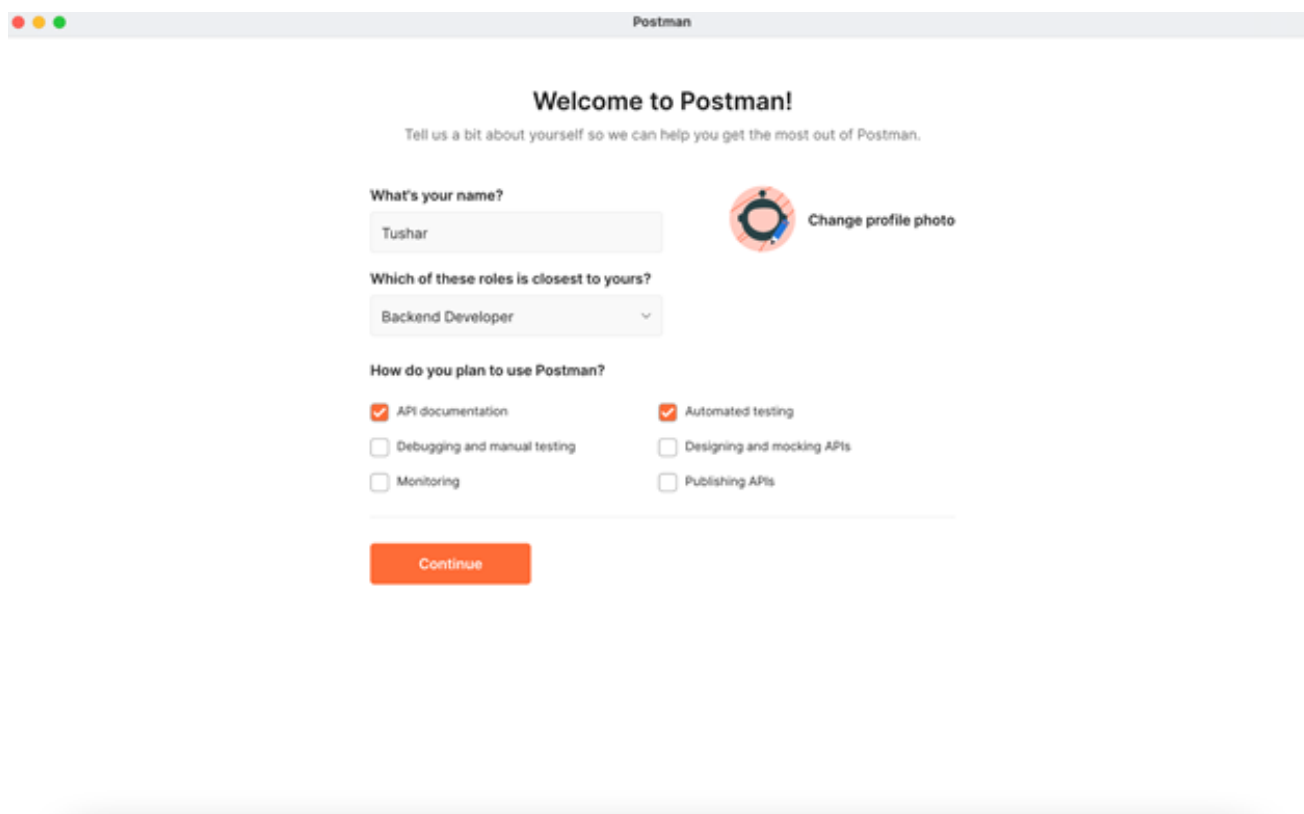 Postman
Welcome to Postman!
Tell us a bit about yourself so we can help you get the most out of Postman.
What's your name?
Tushar
Change profile photo
Which of these roles is closest to yours?
Backend Developer
How do you plan to use Postman?
API documentation
Automated testing
Debugging and manual testing
Designing and mocking APIs
Monitoring
Publishing APIs
Continue